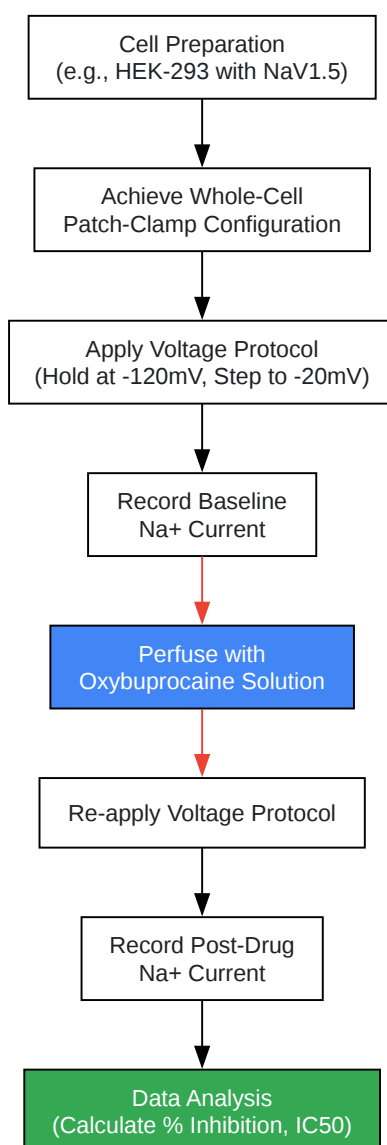 Cell Preparation
(e.g., HEK-293 with NaV1.5)
Achieve Whole-Cell
Patch-Clamp Configuration
Apply Voltage Protocol
(Hold at -120mV, Step to -20mV)
Record Baseline
Na+ Current
Perfuse with
Oxybuprocaine Solution
Re-apply Voltage Protocol
Record Post-Drug
Na+ Current
Data Analysis
(Calculate % Inhibition, IC50)